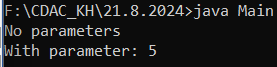 F:\CDAC_KH\21.8.2024>java Main
No parameters
With parameter: 5